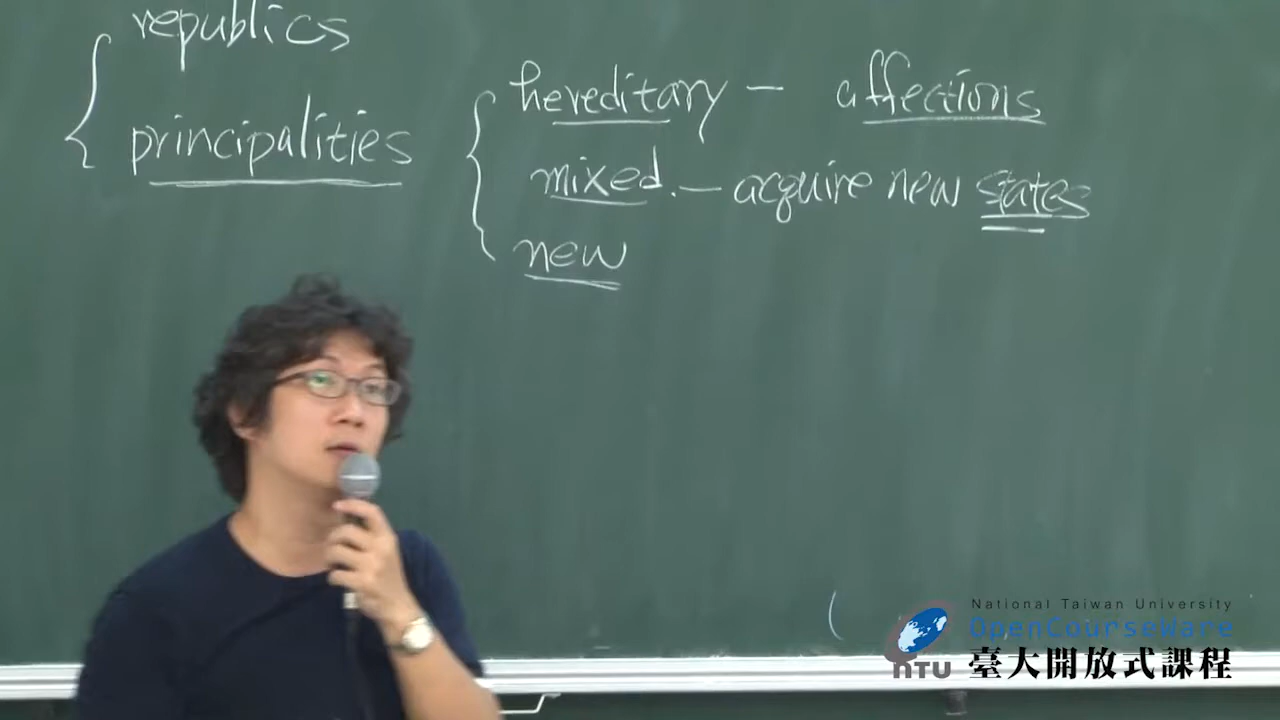 republics
principalities
hereditary — affections
mixed. — acquire new states
new
National Taiwan University
OpenCourseWare
NTU 臺大開放式課程